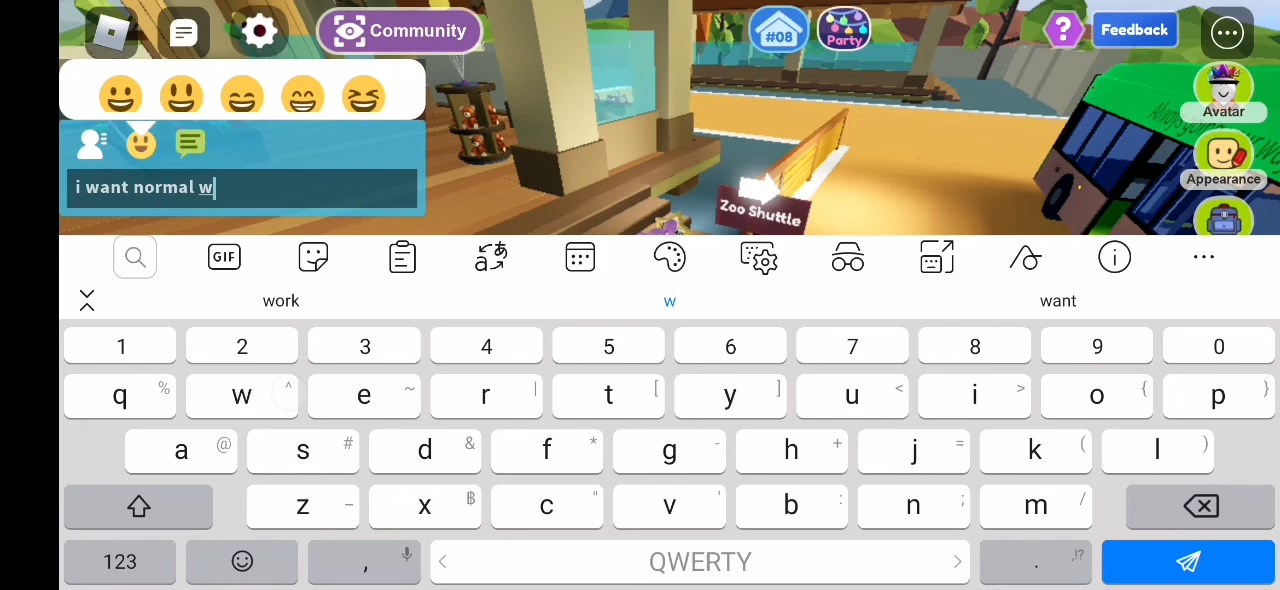 Community
#08
Party
?
Feedback
Avatar
Appearance
i want normal w
Zoo Shuttle
GIF
work w want
1 2 3 4 5 6 7 8 9 0
q % w ^ e ~ r | t [ y ] u < i > o { p }
a @ s # d & f * g - h + j = k ( l )
z _ x ฿ c " v ' b : n ; m /
123 , < QWERTY > . ,!?